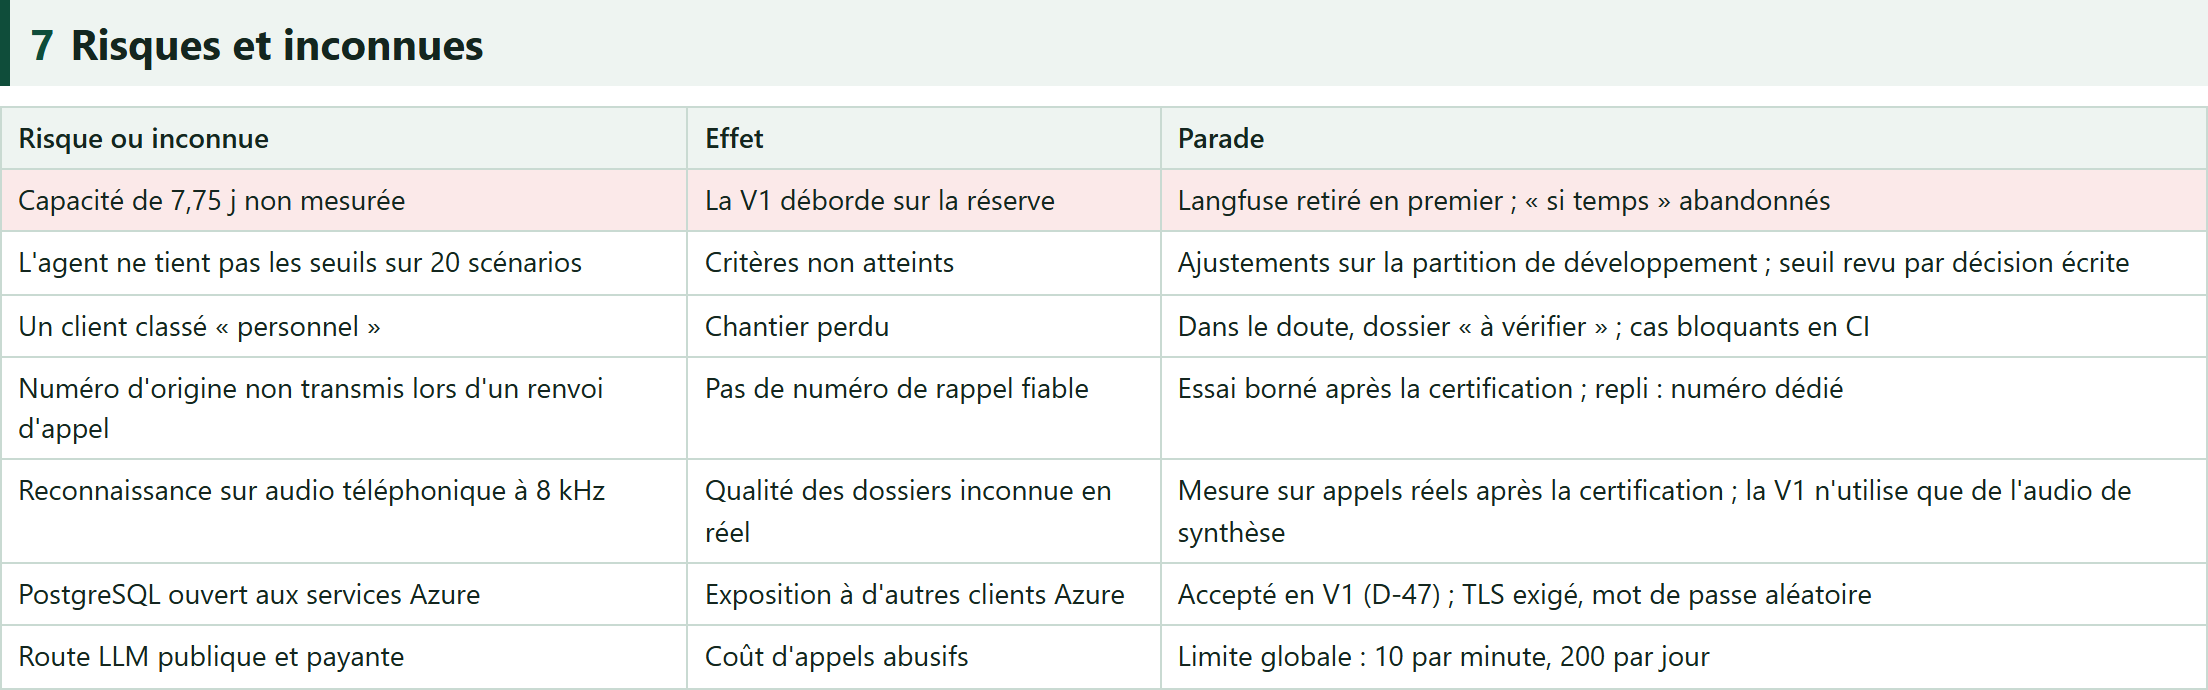 7 Risques et inconnues
Risque ou inconnue
Effet
Parade
Capacité de 7,75 j non mesurée
La V1 déborde sur la réserve
Langfuse retiré en premier ; « si temps » abandonnés
L'agent ne tient pas les seuils sur 20 scénarios
Critères non atteints
Ajustements sur la partition de développement ; seuil revu par décision écrite
Un client classé « personnel »
Chantier perdu
Dans le doute, dossier « à vérifier » ; cas bloquants en CI
Numéro d'origine non transmis lors d'un renvoi
d'appel
Pas de numéro de rappel fiable
Essai borné après la certification ; repli : numéro dédié
Reconnaissance sur audio téléphonique à 8 kHz
Qualité des dossiers inconnue en
réel
Mesure sur appels réels après la certification ; la V1 n'utilise que de l'audio de
synthèse
PostgreSQL ouvert aux services Azure
Exposition à d'autres clients Azure
Accepté en V1 (D-47) ; TLS exigé, mot de passe aléatoire
Route LLM publique et payante
Coût d'appels abusifs
Limite globale : 10 par minute, 200 par jour